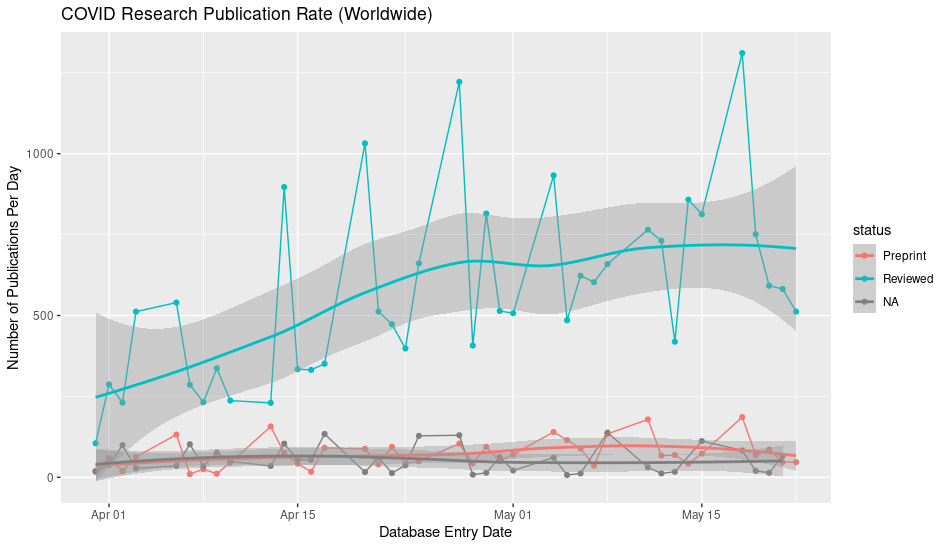 COVID Research Publication Rate (Worldwide)
Number of Publications Per Day
1000
500
0
Apr 01
Apr 15
May 01
May 15
Database Entry Date
status
Preprint
Reviewed
NA